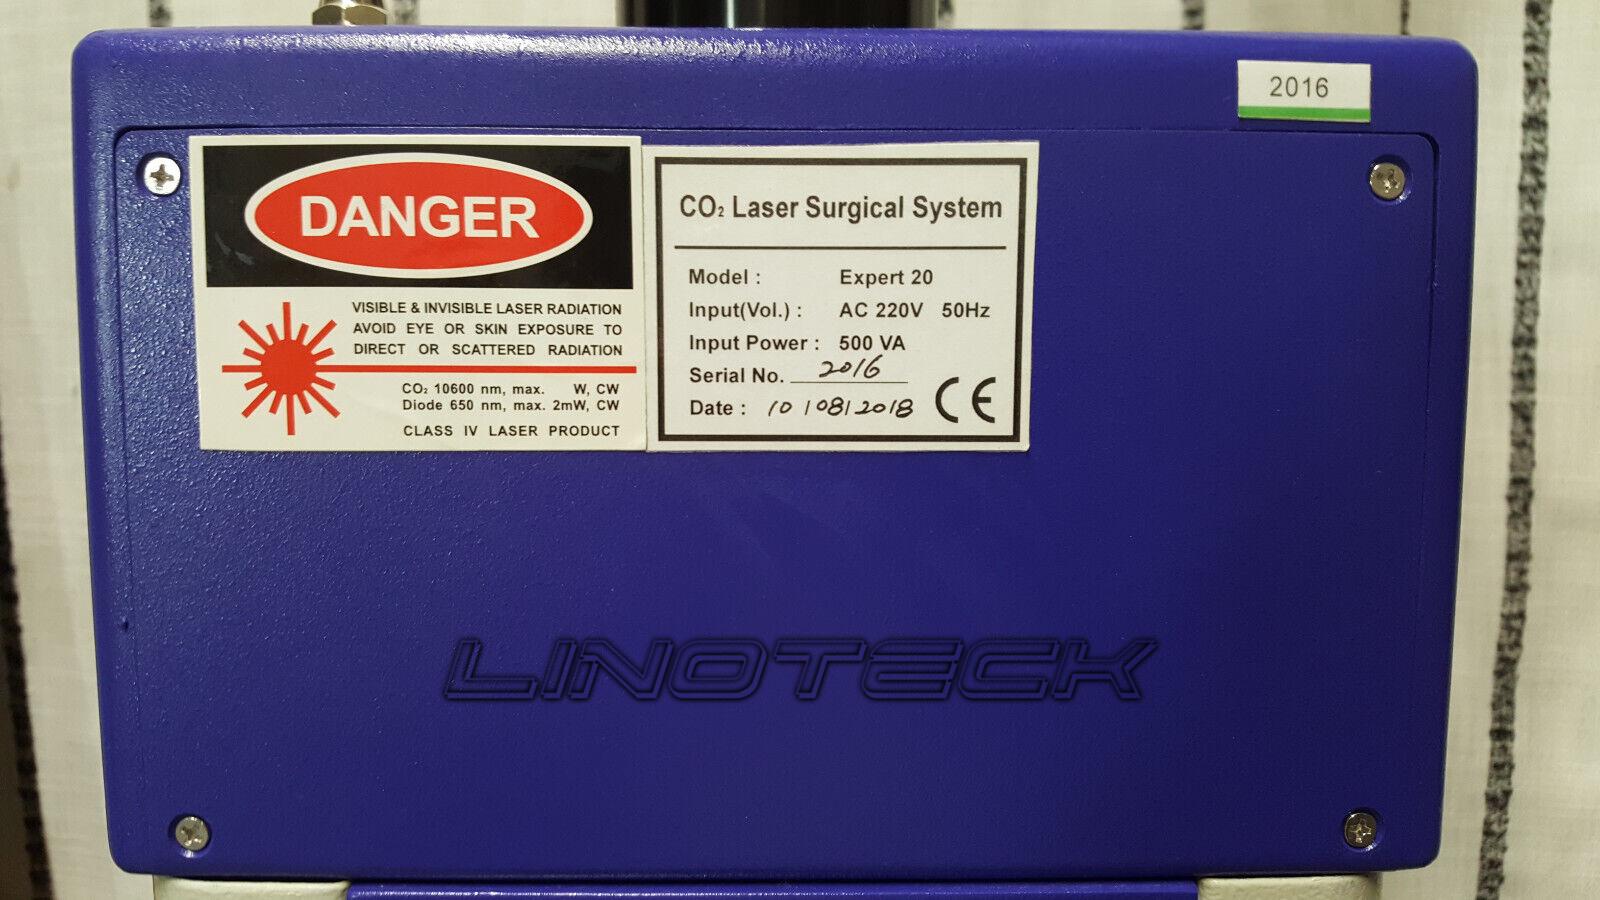 2016
DANGER
VISIBLE & INVISIBLE LASER RADIATION
AVOID EYE OR SKIN EXPOSURE TO
DIRECT OR SCATTERED RADIATION
CO₂ 10600 nm, max. W, CW
Diode 650 nm, max. 2mW, CW
CLASS IV LASER PRODUCT
CO₂ Laser Surgical System
Model : Expert 20
Input(Vol.) : AC 220V 50Hz
Input Power : 500 VA
Serial No. 2016
Date : 10/08/2018 CE
LINOTECK